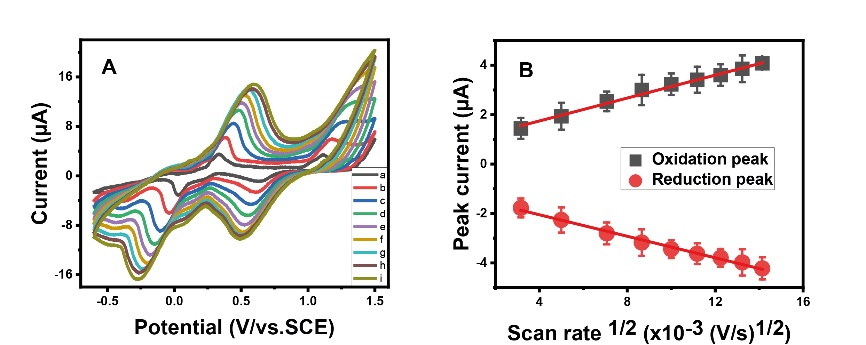 A
Current (µA)
16
8
0
-8
-16
-0.5
0.0
0.5
1.0
1.5
Potential (V/vs.SCE)
a
b
c
d
e
f
g
h
i
B
Peak current (µA)
4
2
0
-2
-4
Oxidation peak
Reduction peak
4
8
12
16
Scan rate 1/2 (x10-3 (V/s)1/2)